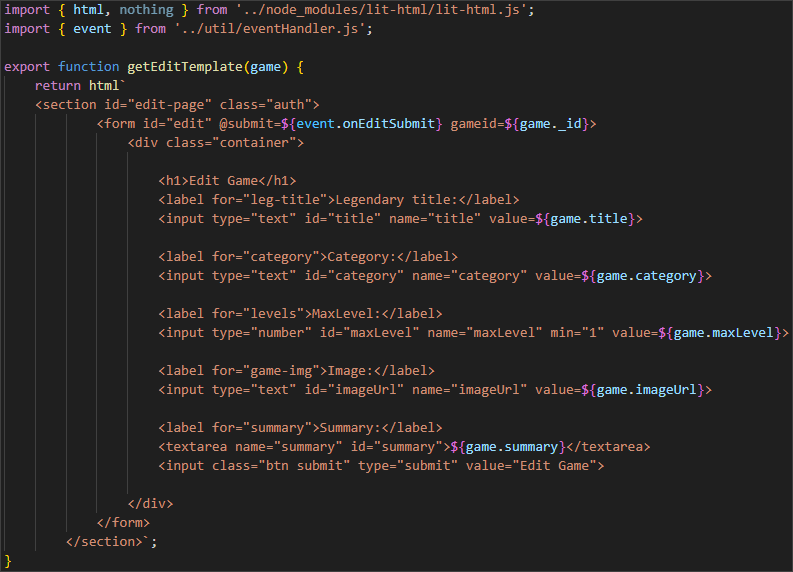 import { html, nothing } from '../node_modules/lit-html/lit-html.js';
import { event } from '../util/eventHandler.js';

export function getEditTemplate(game) {
    return html`
    <section id="edit-page" class="auth">
            <form id="edit" @submit=${event.onEditSubmit} gameid=${game._id}>
                <div class="container">

                    <h1>Edit Game</h1>
                    <label for="leg-title">Legendary title:</label>
                    <input type="text" id="title" name="title" value=${game.title}>

                    <label for="category">Category:</label>
                    <input type="text" id="category" name="category" value=${game.category}>

                    <label for="levels">MaxLevel:</label>
                    <input type="number" id="maxLevel" name="maxLevel" min="1" value=${game.maxLevel}>

                    <label for="game-img">Image:</label>
                    <input type="text" id="imageUrl" name="imageUrl" value=${game.imageUrl}>

                    <label for="summary">Summary:</label>
                    <textarea name="summary" id="summary">${game.summary}</textarea>
                    <input class="btn submit" type="submit" value="Edit Game">

                </div>
            </form>
        </section>`;
}